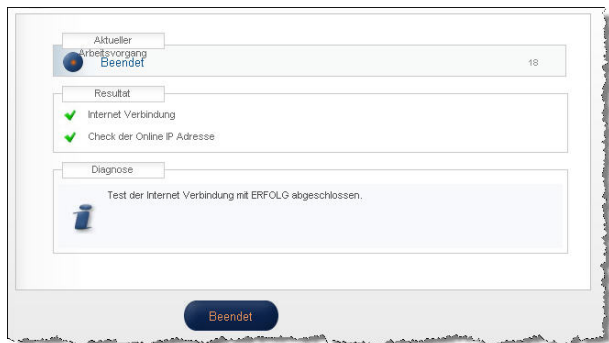 Aktueller
Arbeitsvorgang
Beendet 18
Resultat
Internet Verbindung
Check der Online IP Adresse
Diagnose
Test der Internet Verbindung mit ERFOLG abgeschlossen.
Beendet